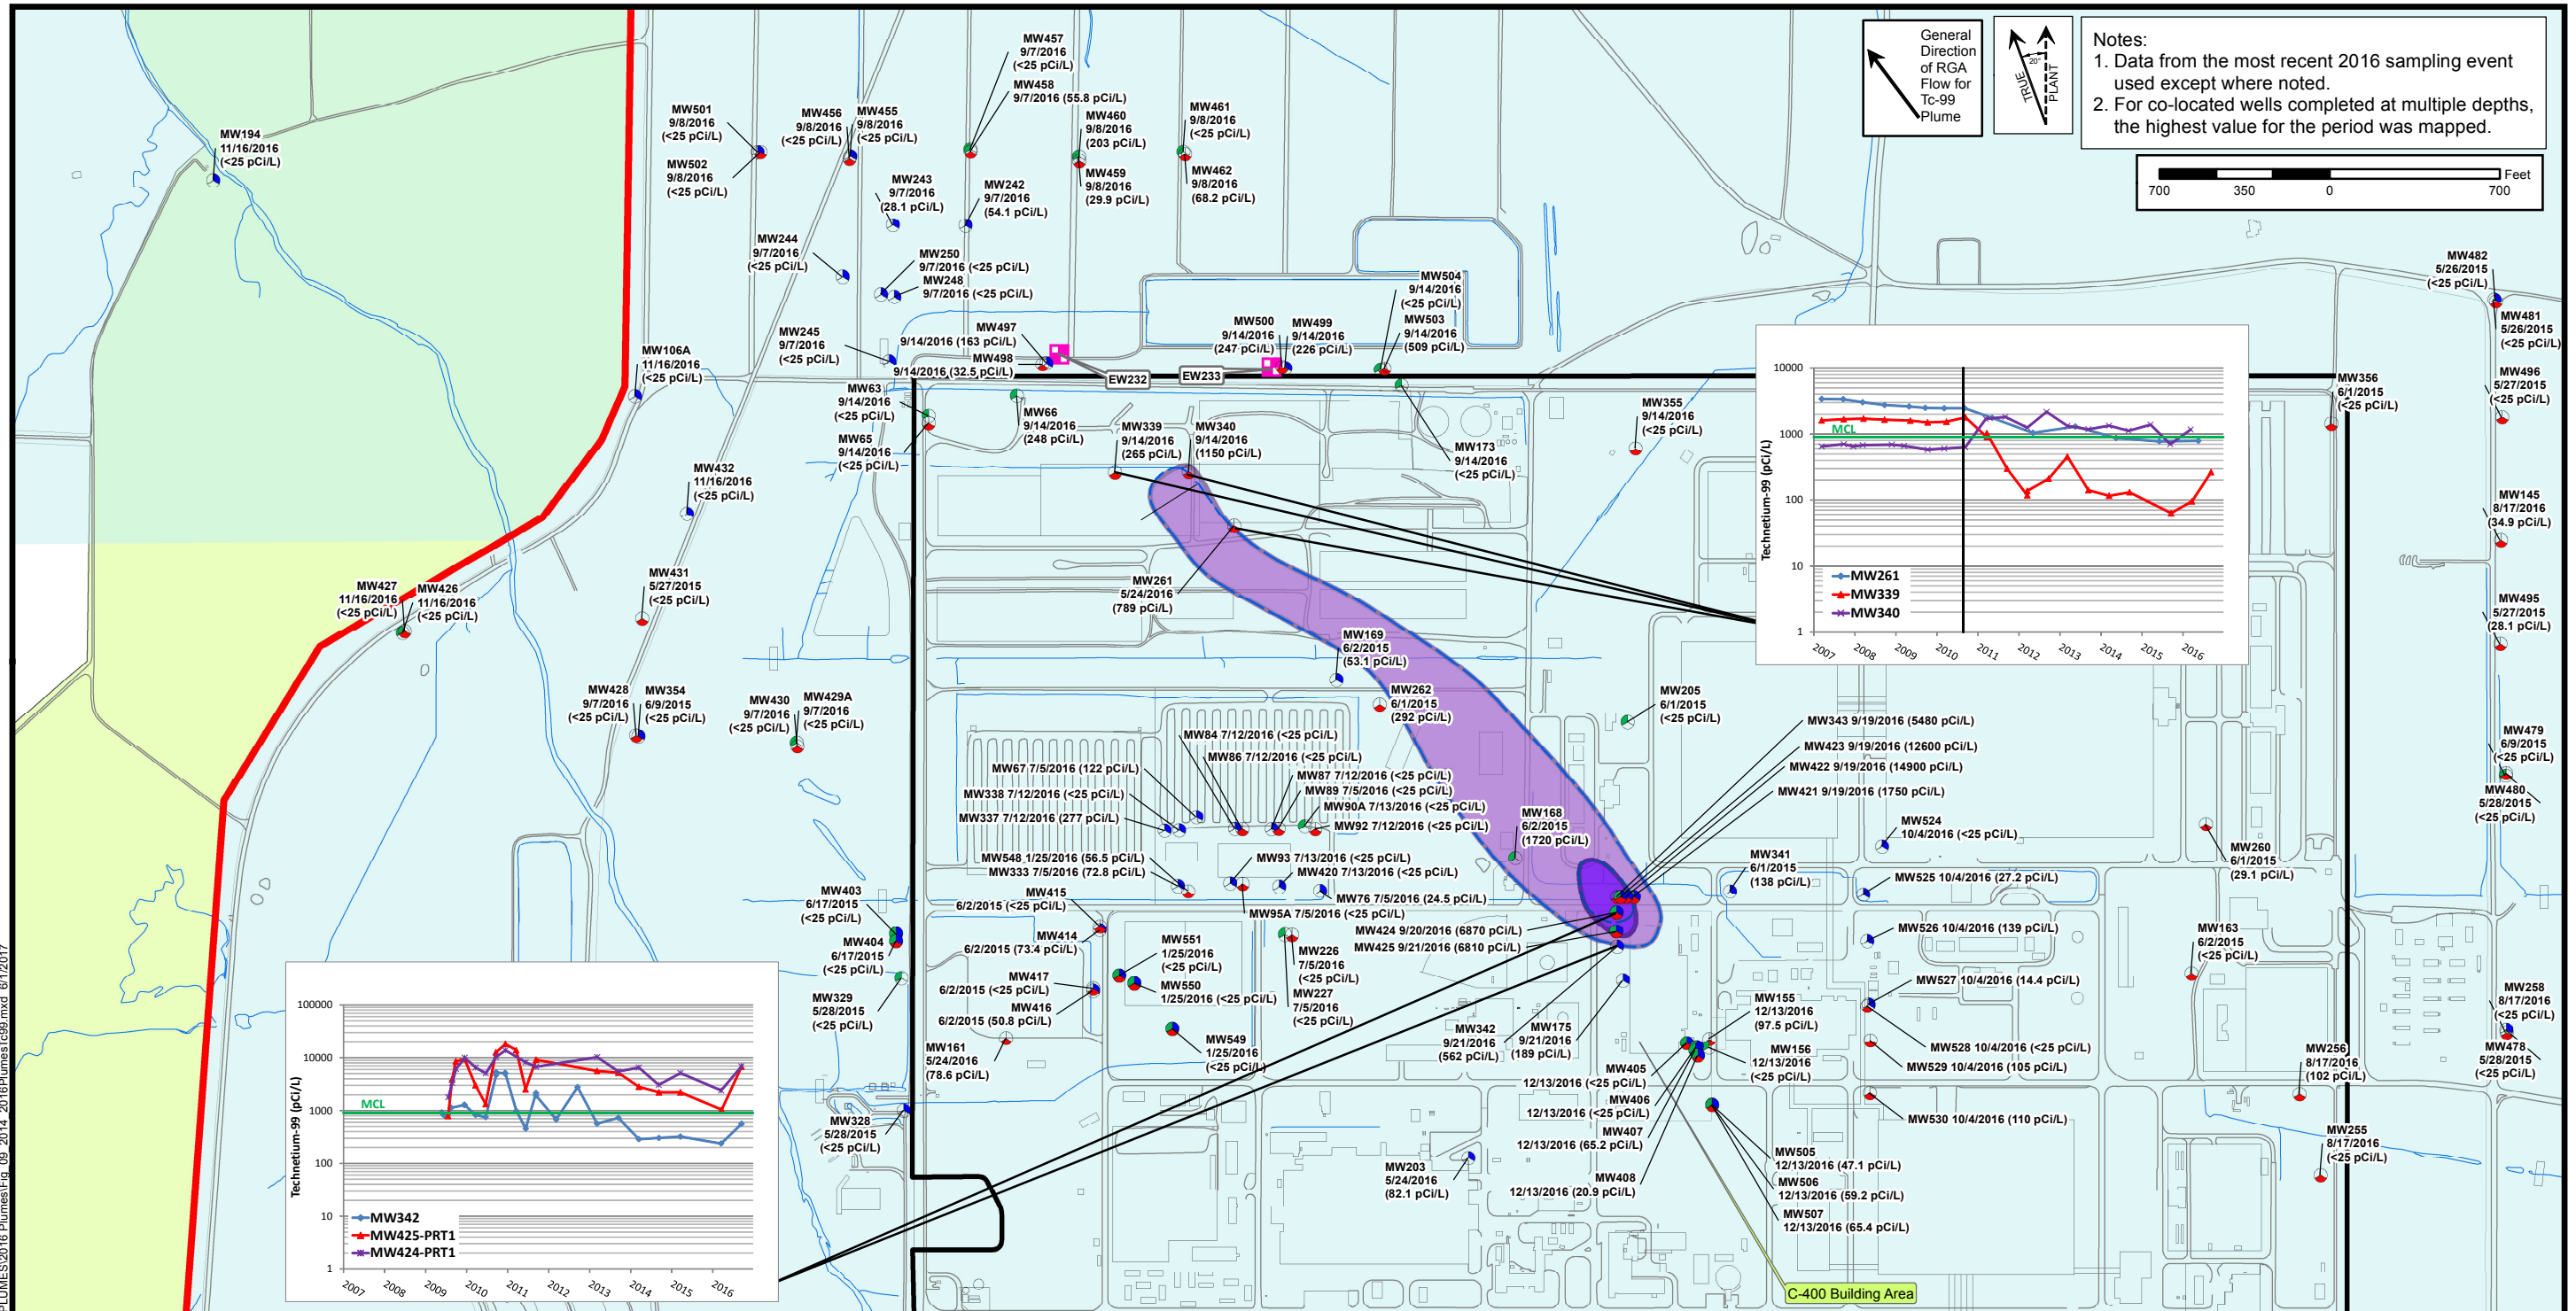 General
Direction
of RGA
Flow for
Tc-99
Plume
TRUE
20°
PLANT
Notes:
1. Data from the most recent 2016 sampling event
used except where noted.
2. For co-located wells completed at multiple depths,
the highest value for the period was mapped.
Feet
700 350 0 700
MW457
9/7/2016
(<25 pCi/L)
MW458
9/7/2016 (55.8 pCi/L)
MW501
9/8/2016
(<25 pCi/L)
MW502
9/8/2016
(<25 pCi/L)
MW456
9/8/2016
(<25 pCi/L)
MW455
9/8/2016
(<25 pCi/L)
MW460
9/8/2016
(203 pCi/L)
MW459
9/8/2016
(29.9 pCi/L)
MW461
9/8/2016
(<25 pCi/L)
MW462
9/8/2016
(68.2 pCi/L)
MW194
11/16/2016
(<25 pCi/L)
MW243
9/7/2016
(28.1 pCi/L)
MW242
9/7/2016
(54.1 pCi/L)
MW244
9/7/2016
(<25 pCi/L)
MW250
9/7/2016 (<25 pCi/L)
MW248
9/7/2016 (<25 pCi/L)
MW245
9/7/2016
(<25 pCi/L)
MW497
9/14/2016 (163 pCi/L)
MW498
9/14/2016 (32.5 pCi/L)
MW500
9/14/2016
(247 pCi/L)
MW499
9/14/2016
(226 pCi/L)
MW504
9/14/2016
(<25 pCi/L)
MW503
9/14/2016
(509 pCi/L)
EW232
EW233
MW482
5/26/2015
(<25 pCi/L)
MW481
5/26/2015
(<25 pCi/L)
MW106A
11/16/2016
(<25 pCi/L)
MW63
9/14/2016
(<25 pCi/L)
MW65
9/14/2016
(<25 pCi/L)
MW66
9/14/2016
(248 pCi/L)
MW339
9/14/2016
(265 pCi/L)
MW340
9/14/2016
(1150 pCi/L)
MW173
9/14/2016
(<25 pCi/L)
MW355
9/14/2016
(<25 pCi/L)
MW356
6/1/2015
(<25 pCi/L)
MW496
5/27/2015
(<25 pCi/L)
MW145
8/17/2016
(34.9 pCi/L)
MW495
5/27/2015
(28.1 pCi/L)
Technetium-99 (pCi/L)
10000
1000
100
10
1
MCL
MW261
MW339
MW340
2007 2008 2009 2010 2011 2012 2013 2014 2015 2016
MW432
11/16/2016
(<25 pCi/L)
MW427
11/16/2016
(<25 pCi/L)
MW426
11/16/2016
(<25 pCi/L)
MW431
5/27/2015
(<25 pCi/L)
MW261
5/24/2016
(789 pCi/L)
MW169
6/2/2015
(53.1 pCi/L)
MW262
6/1/2015
(292 pCi/L)
MW205
6/1/2015
(<25 pCi/L)
MW428
9/7/2016
(<25 pCi/L)
MW354
6/9/2015
(<25 pCi/L)
MW430
9/7/2016
(<25 pCi/L)
MW429A
9/7/2016
(<25 pCi/L)
MW343 9/19/2016 (5480 pCi/L)
MW423 9/19/2016 (12600 pCi/L)
MW422 9/19/2016 (14900 pCi/L)
MW421 9/19/2016 (1750 pCi/L)
MW84 7/12/2016 (<25 pCi/L)
MW86 7/12/2016 (<25 pCi/L)
MW67 7/5/2016 (122 pCi/L)
MW87 7/12/2016 (<25 pCi/L)
MW89 7/5/2016 (<25 pCi/L)
MW338 7/12/2016 (<25 pCi/L)
MW90A 7/13/2016 (<25 pCi/L)
MW337 7/12/2016 (277 pCi/L)
MW92 7/12/2016 (<25 pCi/L)
MW168
6/2/2015
(1720 pCi/L)
MW479
6/9/2015
(<25 pCi/L)
MW480
5/28/2015
(<25 pCi/L)
MW524
10/4/2016 (<25 pCi/L)
MW260
6/1/2015
(29.1 pCi/L)
MW548 1/25/2016 (56.5 pCi/L)
MW333 7/5/2016 (72.8 pCi/L)
MW93 7/13/2016 (<25 pCi/L)
MW420 7/13/2016 (<25 pCi/L)
MW341
6/1/2015
(138 pCi/L)
MW525 10/4/2016 (27.2 pCi/L)
MW403
6/17/2015
(<25 pCi/L)
MW415
6/2/2015 (<25 pCi/L)
MW76 7/5/2016 (24.5 pCi/L)
MW95A 7/5/2016 (<25 pCi/L)
MW424 9/20/2016 (6870 pCi/L)
MW425 9/21/2016 (6810 pCi/L)
MW526 10/4/2016 (139 pCi/L)
MW163
6/2/2015
(<25 pCi/L)
MW404
6/17/2015
(<25 pCi/L)
MW414
6/2/2015 (73.4 pCi/L)
MW551
1/25/2016
(<25 pCi/L)
MW550
1/25/2016 (<25 pCi/L)
MW226
7/5/2016
(<25 pCi/L)
MW227
7/5/2016
(<25 pCi/L)
MW417
6/2/2015 (<25 pCi/L)
MW416
6/2/2015 (50.8 pCi/L)
MW329
5/28/2015
(<25 pCi/L)
MW527 10/4/2016 (14.4 pCi/L)
MW155
12/13/2016
(97.5 pCi/L)
MW258
8/17/2016
(<25 pCi/L)
MW478
5/28/2015
(<25 pCi/L)
MW161
5/24/2016
(78.6 pCi/L)
MW549
1/25/2016
(<25 pCi/L)
MW342
9/21/2016
(562 pCi/L)
MW175
9/21/2016
(189 pCi/L)
MW156
12/13/2016
(<25 pCi/L)
MW528 10/4/2016 (<25 pCi/L)
MW529 10/4/2016 (105 pCi/L)
MW256
8/17/2016
(102 pCi/L)
MW405
12/13/2016 (<25 pCi/L)
MW406
12/13/2016 (<25 pCi/L)
MW407
12/13/2016 (65.2 pCi/L)
MW530 10/4/2016 (110 pCi/L)
MW328
5/28/2015
(<25 pCi/L)
MW255
8/17/2016
(<25 pCi/L)
MW203
5/24/2016
(82.1 pCi/L)
MW408
12/13/2016 (20.9 pCi/L)
MW505
12/13/2016 (47.1 pCi/L)
MW506
12/13/2016 (59.2 pCi/L)
MW507
12/13/2016 (65.4 pCi/L)
C-400 Building Area
Technetium-99 (pCi/L)
100000
10000
1000
100
10
1
MCL
MW342
MW425-PRT1
MW424-PRT1
2007 2008 2009 2010 2011 2012 2013 2014 2015 2016
PLUMES\2016 Plumes\Fig_09_2014_2016PlumesTc99.mxd 6/1/2017